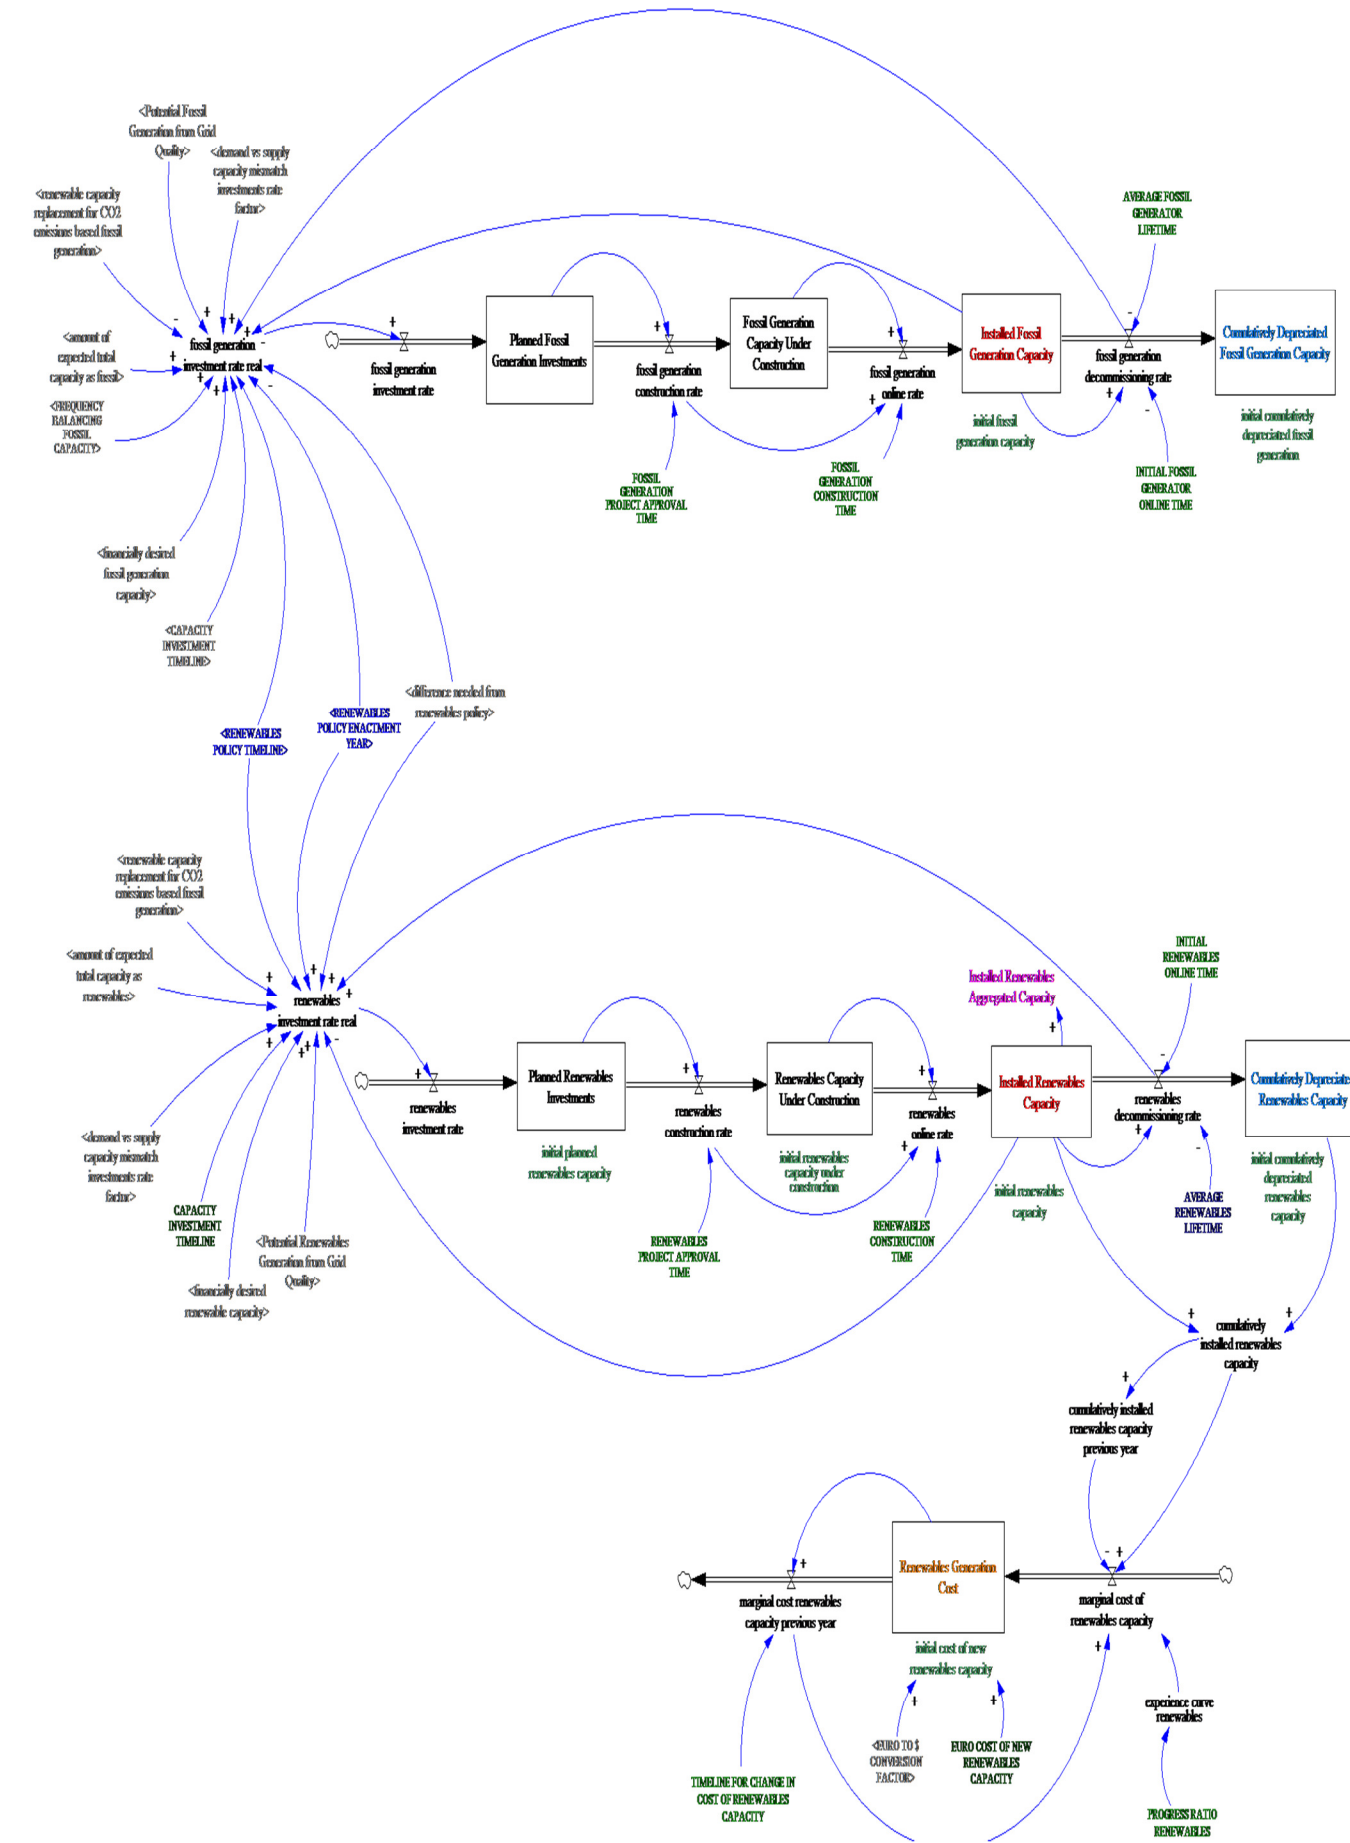 <Potential Fossil
Generation from Grid
Quality>
<demand vs supply
capacity mismatch
investments rate
factor>
<renewable capacity
replacement for CO2
emissions based fossil
generation>
AVERAGE FOSSIL
GENERATOR
LIFETIME
<amount of
expected total
capacity as fossil>
fossil generation
investment rate real
<FREQUENCY
BALANCING
FOSSIL
CAPACITY>
fossil generation
investment rate
Planned Fossil
Generation Investments
fossil generation
construction rate
Fossil Generation
Capacity Under
Construction
fossil generation
online rate
Installed Fossil
Generation Capacity
fossil generation
decommissioning rate
Cumulatively Depreciated
Fossil Generation Capacity
initial fossil
generation capacity
initial cumulatively
depreciated fossil
generation
FOSSIL
GENERATION
PROJECT APPROVAL
TIME
FOSSIL
GENERATION
CONSTRUCTION
TIME
INITIAL FOSSIL
GENERATOR
ONLINE TIME
<financially desired
fossil generation
capacity>
<CAPACITY
INVESTMENT
TIMELINE>
<RENEWABLES
POLICY TIMELINE>
<RENEWABLES
POLICY ENACTMENT
YEAR>
<difference needed from
renewables policy>
<renewable capacity
replacement for CO2
emissions based fossil
generation>
<amount of expected
total capacity as
renewables>
renewables
investment rate real
Installed Renewables
Aggregated Capacity
INITIAL
RENEWABLES
ONLINE TIME
renewables
investment rate
Planned Renewables
Investments
renewables
construction rate
Renewables Capacity
Under Construction
renewables
online rate
Installed Renewables
Capacity
renewables
decommissioning rate
Cumulatively Depreciate
Renewables Capacity
initial planned
renewables capacity
initial renewables
capacity under
construction
initial renewables
capacity
AVERAGE
RENEWABLES
LIFETIME
initial cumulatively
depreciated
renewables
capacity
<demand vs supply
capacity mismatch
investments rate
factor>
CAPACITY
INVESTMENT
TIMELINE
<financially desired
renewable capacity>
<Potential Renewables
Generation from Grid
Quality>
RENEWABLES
PROJECT APPROVAL
TIME
RENEWABLES
CONSTRUCTION
TIME
cumulatively
installed renewables
capacity
cumulatively installed
renewables capacity
previous year
Renewables Generation
Cost
marginal cost renewables
capacity previous year
marginal cost of
renewables capacity
initial cost of new
renewables capacity
experience curve
renewables
<EURO TO $
CONVERSION
FACTOR>
EURO COST OF NEW
RENEWABLES
CAPACITY
TIMELINE FOR CHANGE IN
COST OF RENEWABLES
CAPACITY
PROGRESS RATIO
RENEWABLES